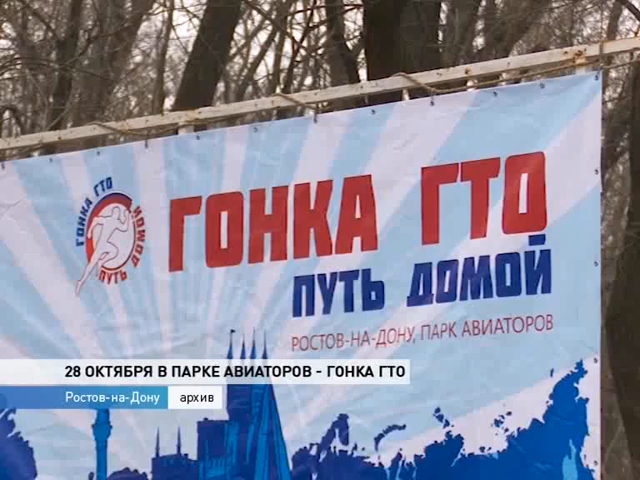 ГОНКА ГТО
ПУТЬ ДОМОЙ
ГОНКА ГТО
ПУТЬ ДОМОЙ
РОСТОВ-НА-ДОНУ, ПАРК АВИАТОРОВ
28 ОКТЯБРЯ В ПАРКЕ АВИАТОРОВ - ГОНКА ГТО
Ростов-на-Дону архив